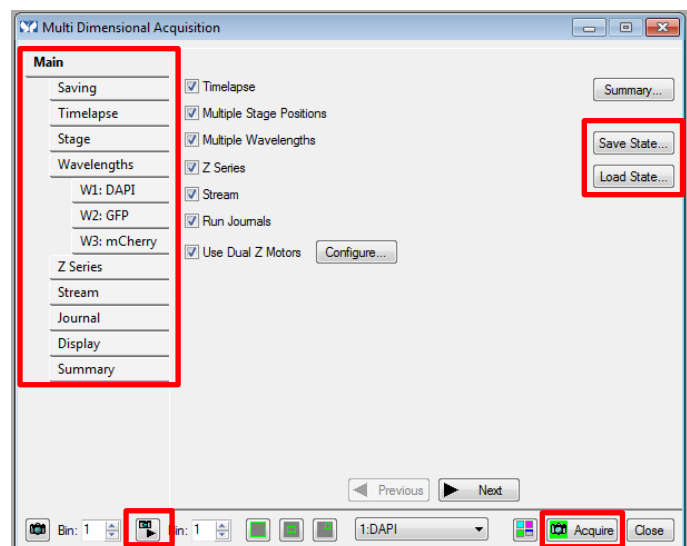 Multi Dimensional Acquisition
Main
Saving
Timelapse
Stage
Wavelengths
W1: DAPI
W2: GFP
W3: mCherry
Z Series
Stream
Journal
Display
Summary
Timelapse
Multiple Stage Positions
Multiple Wavelengths
Z Series
Stream
Run Journals
Use Dual Z Motors Configure...
Summary...
Save State...
Load State...
Previous Next
Bin: 1 in: 1 1:DAPI Acquire Close